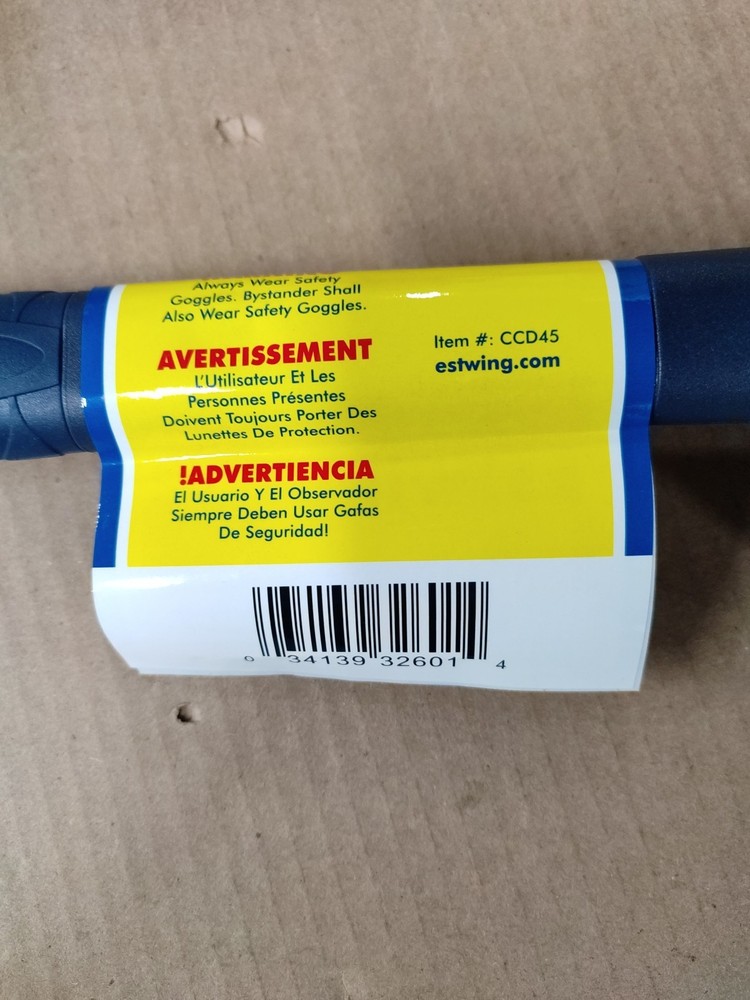 Always Wear Safety
Goggles. Bystander Shall
Also Wear Safety Goggles.
AVERTISSEMENT
L'Utilisateur Et Les
Personnes Présentes
Doivent Toujours Porter Des
Lunettes De Protection.
!ADVERTIENCIA
El Usuario Y El Observador
Siempre Deben Usar Gafas
De Seguridad!
Item #: CCD45
estwing.com
0 34139 32601 4